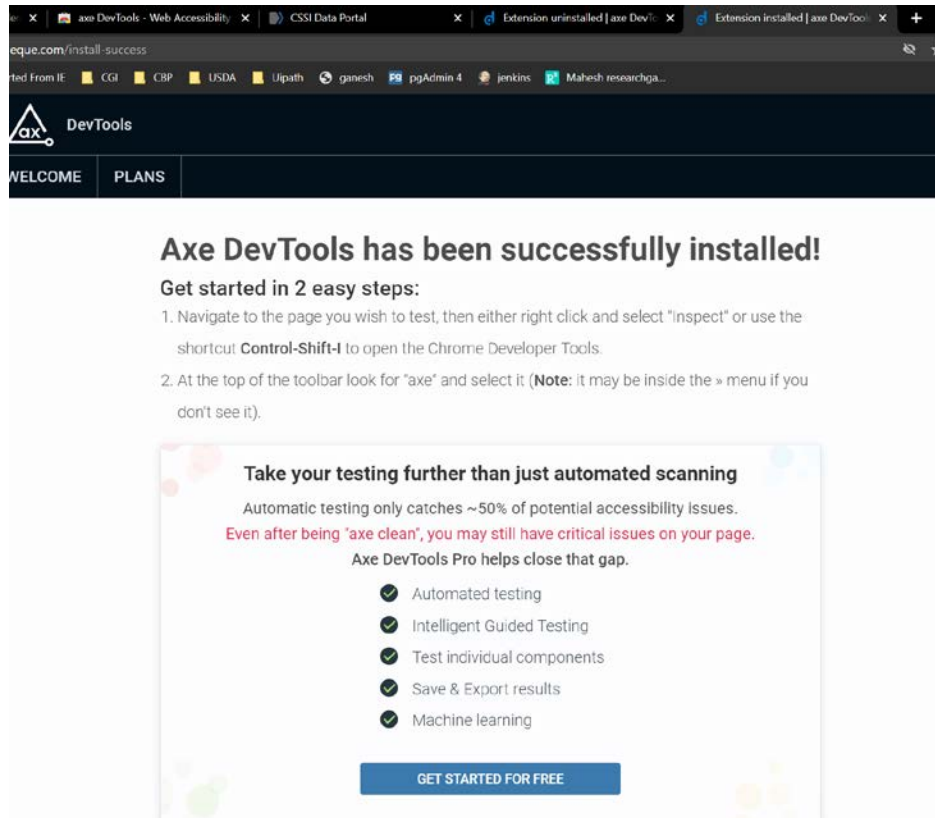 axe DevTools - Web Accessibility
CSSI Data Portal
Extension uninstalled | axe DevTo
Extension installed | axe DevTool
eque.com/install-success
rted From IE CGI CBP USDA Uipath ganesh pgAdmin 4 jenkins Mahesh researchga...
ax DevTools
WELCOME PLANS
Axe DevTools has been successfully installed!
Get started in 2 easy steps:
1. Navigate to the page you wish to test, then either right click and select "Inspect" or use the
shortcut Control-Shift-I to open the Chrome Developer Tools.
2. At the top of the toolbar look for "axe" and select it (Note: it may be inside the » menu if you
don't see it).
Take your testing further than just automated scanning
Automatic testing only catches ~50% of potential accessibility issues.
Even after being "axe clean", you may still have critical issues on your page.
Axe DevTools Pro helps close that gap.
Automated testing
Intelligent Guided Testing
Test individual components
Save & Export results
Machine learning
GET STARTED FOR FREE